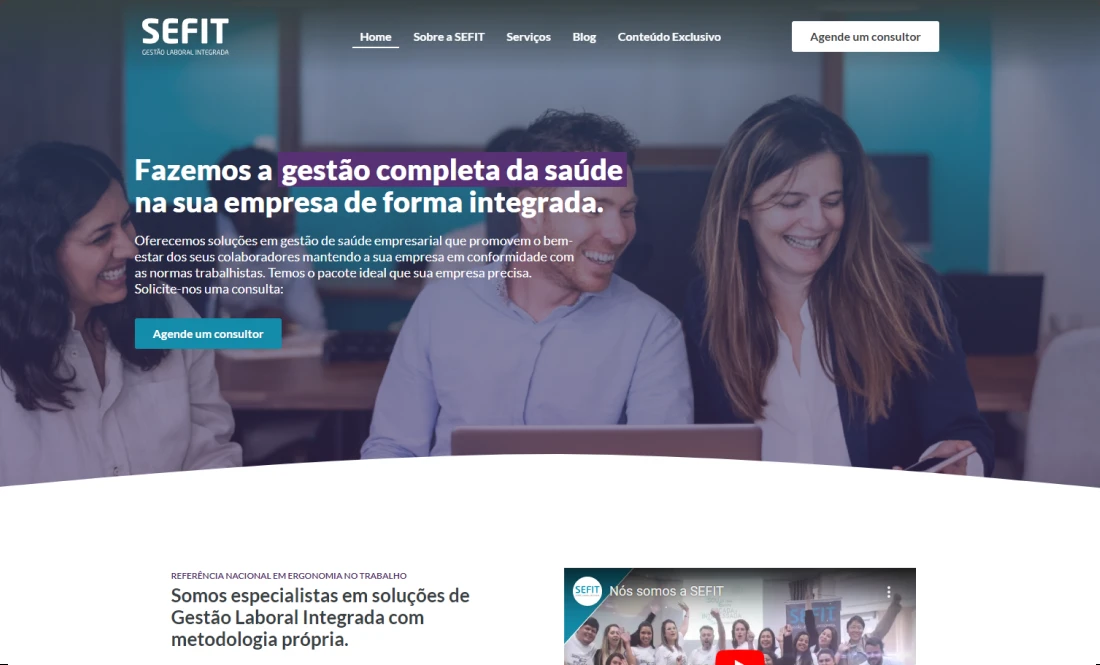 SEFIT
GESTÃO LABORAL INTEGRADA
Home
Sobre a SEFIT
Serviços
Blog
Conteúdo Exclusivo
Agende um consultor
Fazemos a gestão completa da saúde
na sua empresa de forma integrada.
Oferecemos soluções em gestão de saúde empresarial que promovem o bem-
estar dos seus colaboradores mantendo a sua empresa em conformidade com
as normas trabalhistas. Temos o pacote ideal que sua empresa precisa.
Solicite-nos uma consulta:
Agende um consultor
REFERÊNCIA NACIONAL EM ERGONOMIA NO TRABALHO
Somos especialistas em soluções de
Gestão Laboral Integrada com
metodologia própria.
SEFIT
Nós somos a SEFIT
SEFIT